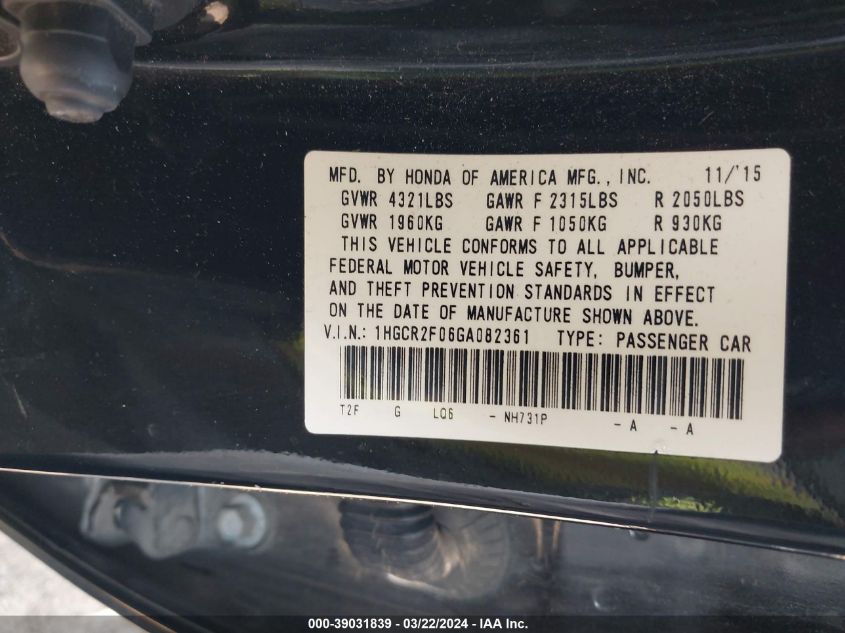 MFD. BY HONDA OF AMERICA MFG., INC. 11/'15
GVWR 4321LBS GAWR F 2315LBS R 2050LBS
GVWR 1960KG GAWR F 1050KG R 930KG
THIS VEHICLE CONFORMS TO ALL APPLICABLE
FEDERAL MOTOR VEHICLE SAFETY, BUMPER,
AND THEFT PREVENTION STANDARDS IN EFFECT
ON THE DATE OF MANUFACTURE SHOWN ABOVE.
V.I.N.: 1HGCR2F06GA082361 TYPE: PASSENGER CAR
T2F G LQ6 - NH731P - A - A
000-39031839 - 03/22/2024 - IAA Inc.